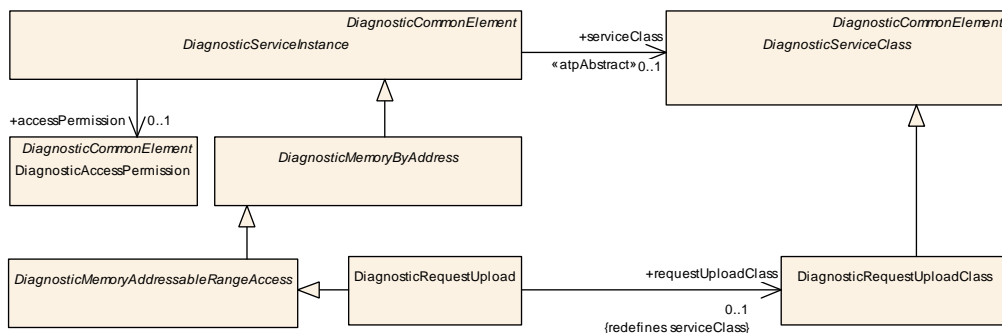 DiagnosticCommonElement
DiagnosticServiceInstance
DiagnosticCommonElement
DiagnosticServiceClass
+serviceClass
«atpAbstract» 0..1
+accessPermission 0..1
DiagnosticCommonElement
DiagnosticAccessPermission
DiagnosticMemoryByAddress
DiagnosticMemoryAddressableRangeAccess
DiagnosticRequestUpload
+requestUploadClass
0..1
{redefines serviceClass}
DiagnosticRequestUploadClass